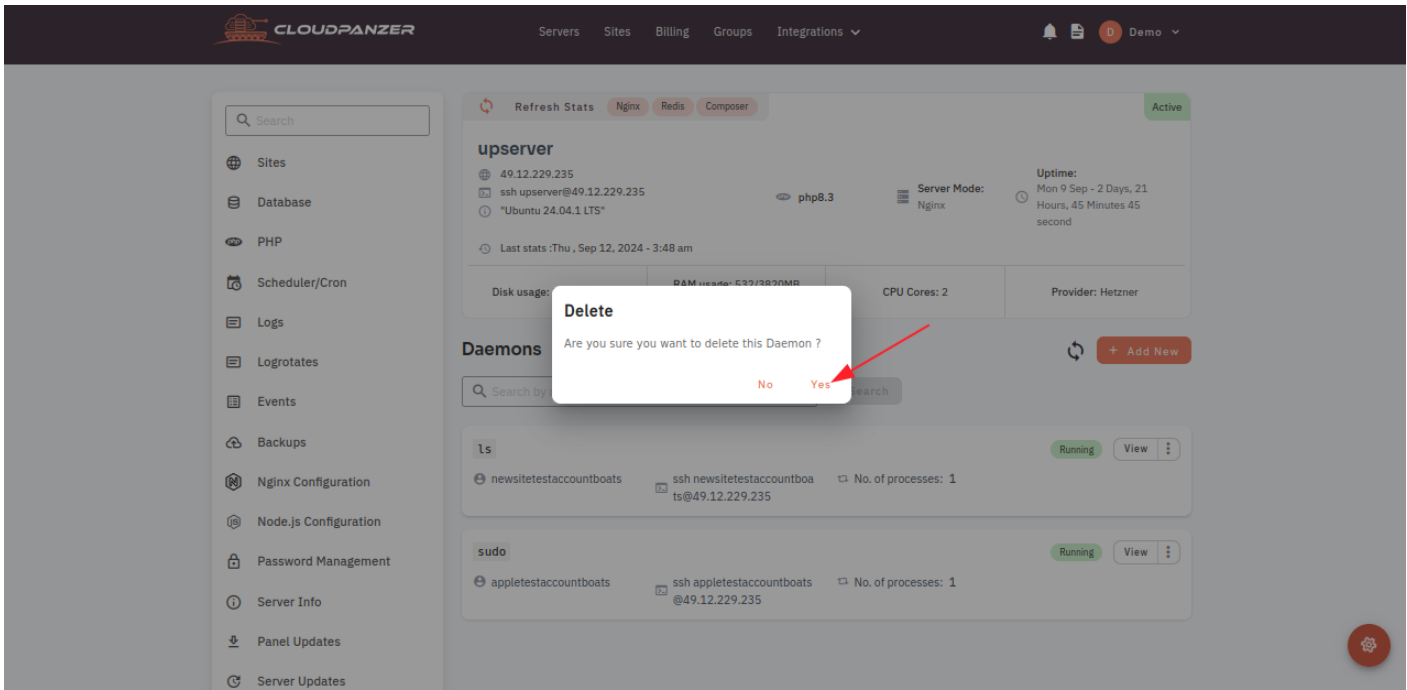 CLOUDPANZER
Servers Sites Billing Groups Integrations
D Demo
Search
Sites
Database
PHP
Scheduler/Cron
Logs
Logrotates
Events
Backups
Nginx Configuration
Node.js Configuration
Password Management
Server Info
Panel Updates
Server Updates
Refresh Stats Nginx Redis Composer
Active
upserver
49.12.229.235
ssh upserver@49.12.229.235
"Ubuntu 24.04.1 LTS"
php8.3
Server Mode:
Nginx
Uptime:
Mon 9 Sep - 2 Days, 21
Hours, 45 Minutes 45
second
Last stats :Thu , Sep 12, 2024 - 3:48 am
Disk usage:
RAM usage: 532/3820MB
CPU Cores: 2
Provider: Hetzner
Delete
Are you sure you want to delete this Daemon ?
No Yes
Daemons
+ Add New
Search by
Search
ls
Running View
newsitetestaccountboats
ssh newsitetestaccountboa
ts@49.12.229.235
No. of processes: 1
sudo
Running View
appletestaccountboats
ssh appletestaccountboats
@49.12.229.235
No. of processes: 1